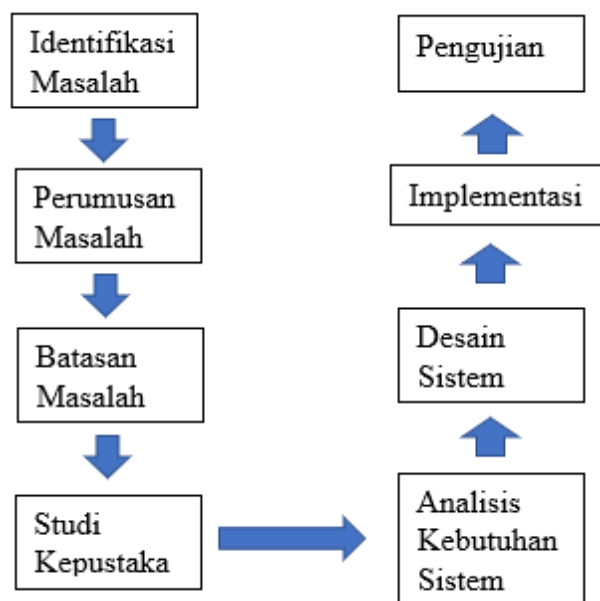 Identifikasi
Masalah
Perumusan
Masalah
Batasan
Masalah
Studi
Kepustaka
Analisis
Kebutuhan
Sistem
Desain
Sistem
Implementasi
Pengujian